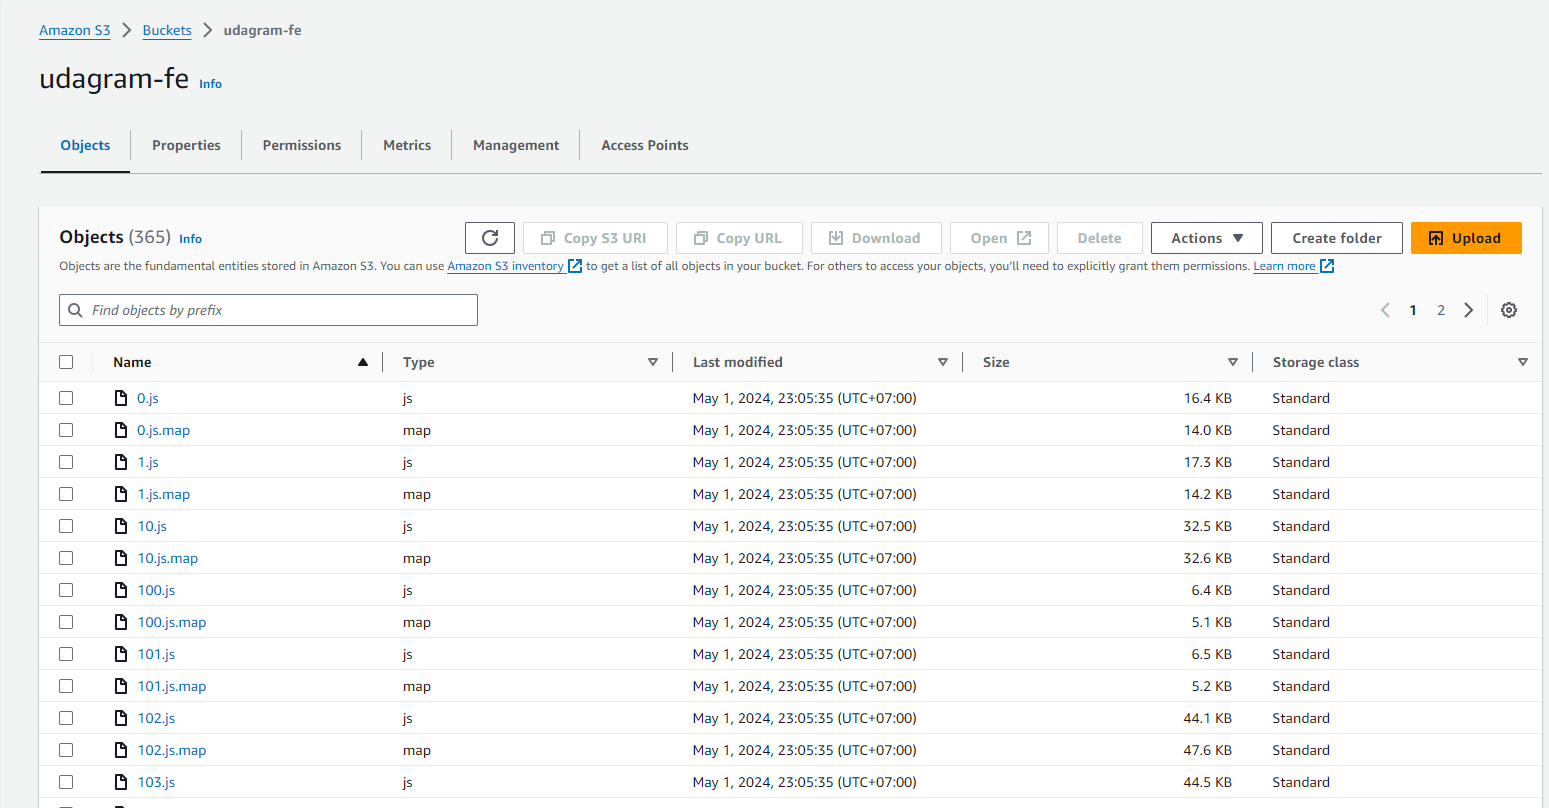 Amazon S3 > Buckets > udagram-fe
udagram-fe Info
Objects Properties Permissions Metrics Management Access Points
Objects (365) Info Copy S3 URI Copy URL Download Open Delete Actions Create folder Upload
Objects are the fundamental entities stored in Amazon S3. You can use Amazon S3 inventory to get a list of all objects in your bucket. For others to access your objects, you'll need to explicitly grant them permissions. Learn more
Find objects by prefix 1 2
Name Type Last modified Size Storage class
0.js js May 1, 2024, 23:05:35 (UTC+07:00) 16.4 KB Standard
0.js.map map May 1, 2024, 23:05:35 (UTC+07:00) 14.0 KB Standard
1.js js May 1, 2024, 23:05:35 (UTC+07:00) 17.3 KB Standard
1.js.map map May 1, 2024, 23:05:35 (UTC+07:00) 14.2 KB Standard
10.js js May 1, 2024, 23:05:35 (UTC+07:00) 32.5 KB Standard
10.js.map map May 1, 2024, 23:05:35 (UTC+07:00) 32.6 KB Standard
100.js js May 1, 2024, 23:05:35 (UTC+07:00) 6.4 KB Standard
100.js.map map May 1, 2024, 23:05:35 (UTC+07:00) 5.1 KB Standard
101.js js May 1, 2024, 23:05:35 (UTC+07:00) 6.5 KB Standard
101.js.map map May 1, 2024, 23:05:35 (UTC+07:00) 5.2 KB Standard
102.js js May 1, 2024, 23:05:35 (UTC+07:00) 44.1 KB Standard
102.js.map map May 1, 2024, 23:05:35 (UTC+07:00) 47.6 KB Standard
103.js js May 1, 2024, 23:05:35 (UTC+07:00) 44.5 KB Standard